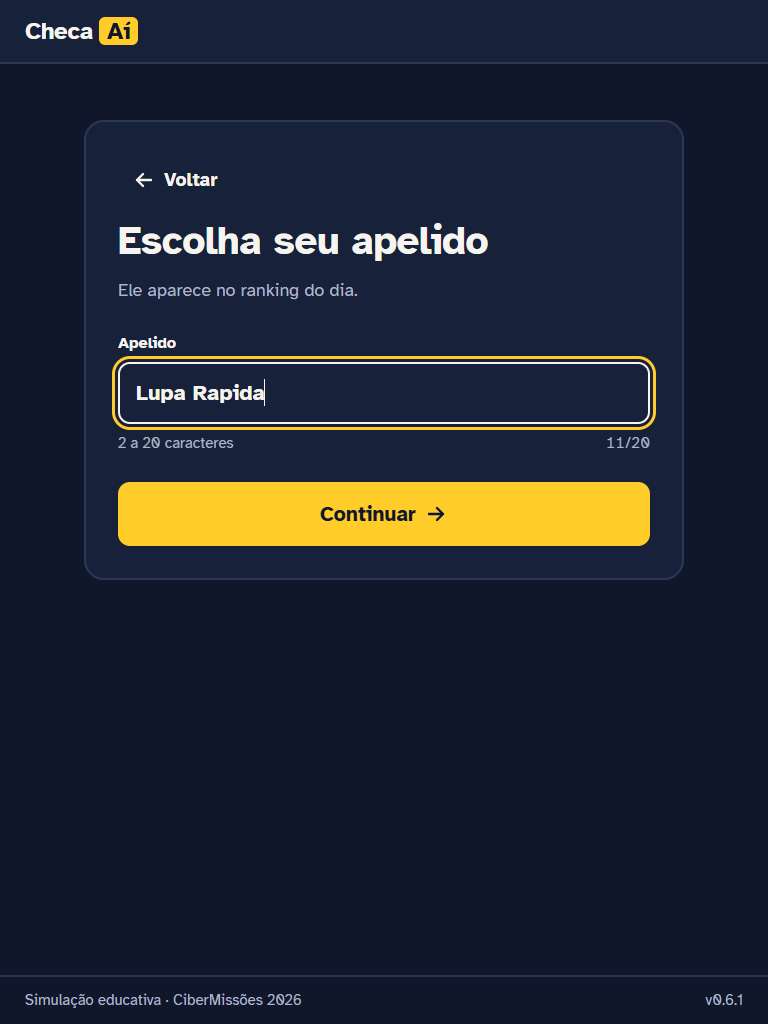 Checa Aí
← Voltar
Escolha seu apelido
Ele aparece no ranking do dia.
Apelido
Lupa Rapida
2 a 20 caracteres 11/20
Continuar →
Simulação educativa · CiberMissões 2026 v0.6.1